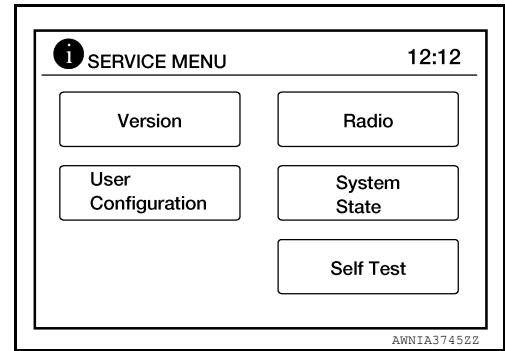 i SERVICE MENU 12:12
Version
Radio
User
Configuration
System
State
Self Test
AWNIA3745ZZ